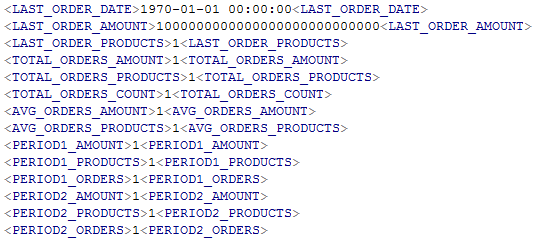 <LAST_ORDER_DATE>1970-01-01 00:00:00<LAST_ORDER_DATE>
<LAST_ORDER_AMOUNT>10000000000000000000000000000<LAST_ORDER_AMOUNT>
<LAST_ORDER_PRODUCTS>1<LAST_ORDER_PRODUCTS>
<TOTAL_ORDERS_AMOUNT>1<TOTAL_ORDERS_AMOUNT>
<TOTAL_ORDERS_PRODUCTS>1<TOTAL_ORDERS_PRODUCTS>
<TOTAL_ORDERS_COUNT>1<TOTAL_ORDERS_COUNT>
<AVG_ORDERS_AMOUNT>1<AVG_ORDERS_AMOUNT>
<AVG_ORDERS_PRODUCTS>1<AVG_ORDERS_PRODUCTS>
<PERIOD1_AMOUNT>1<PERIOD1_AMOUNT>
<PERIOD1_PRODUCTS>1<PERIOD1_PRODUCTS>
<PERIOD1_ORDERS>1<PERIOD1_ORDERS>
<PERIOD2_AMOUNT>1<PERIOD2_AMOUNT>
<PERIOD2_PRODUCTS>1<PERIOD2_PRODUCTS>
<PERIOD2_ORDERS>1<PERIOD2_ORDERS>